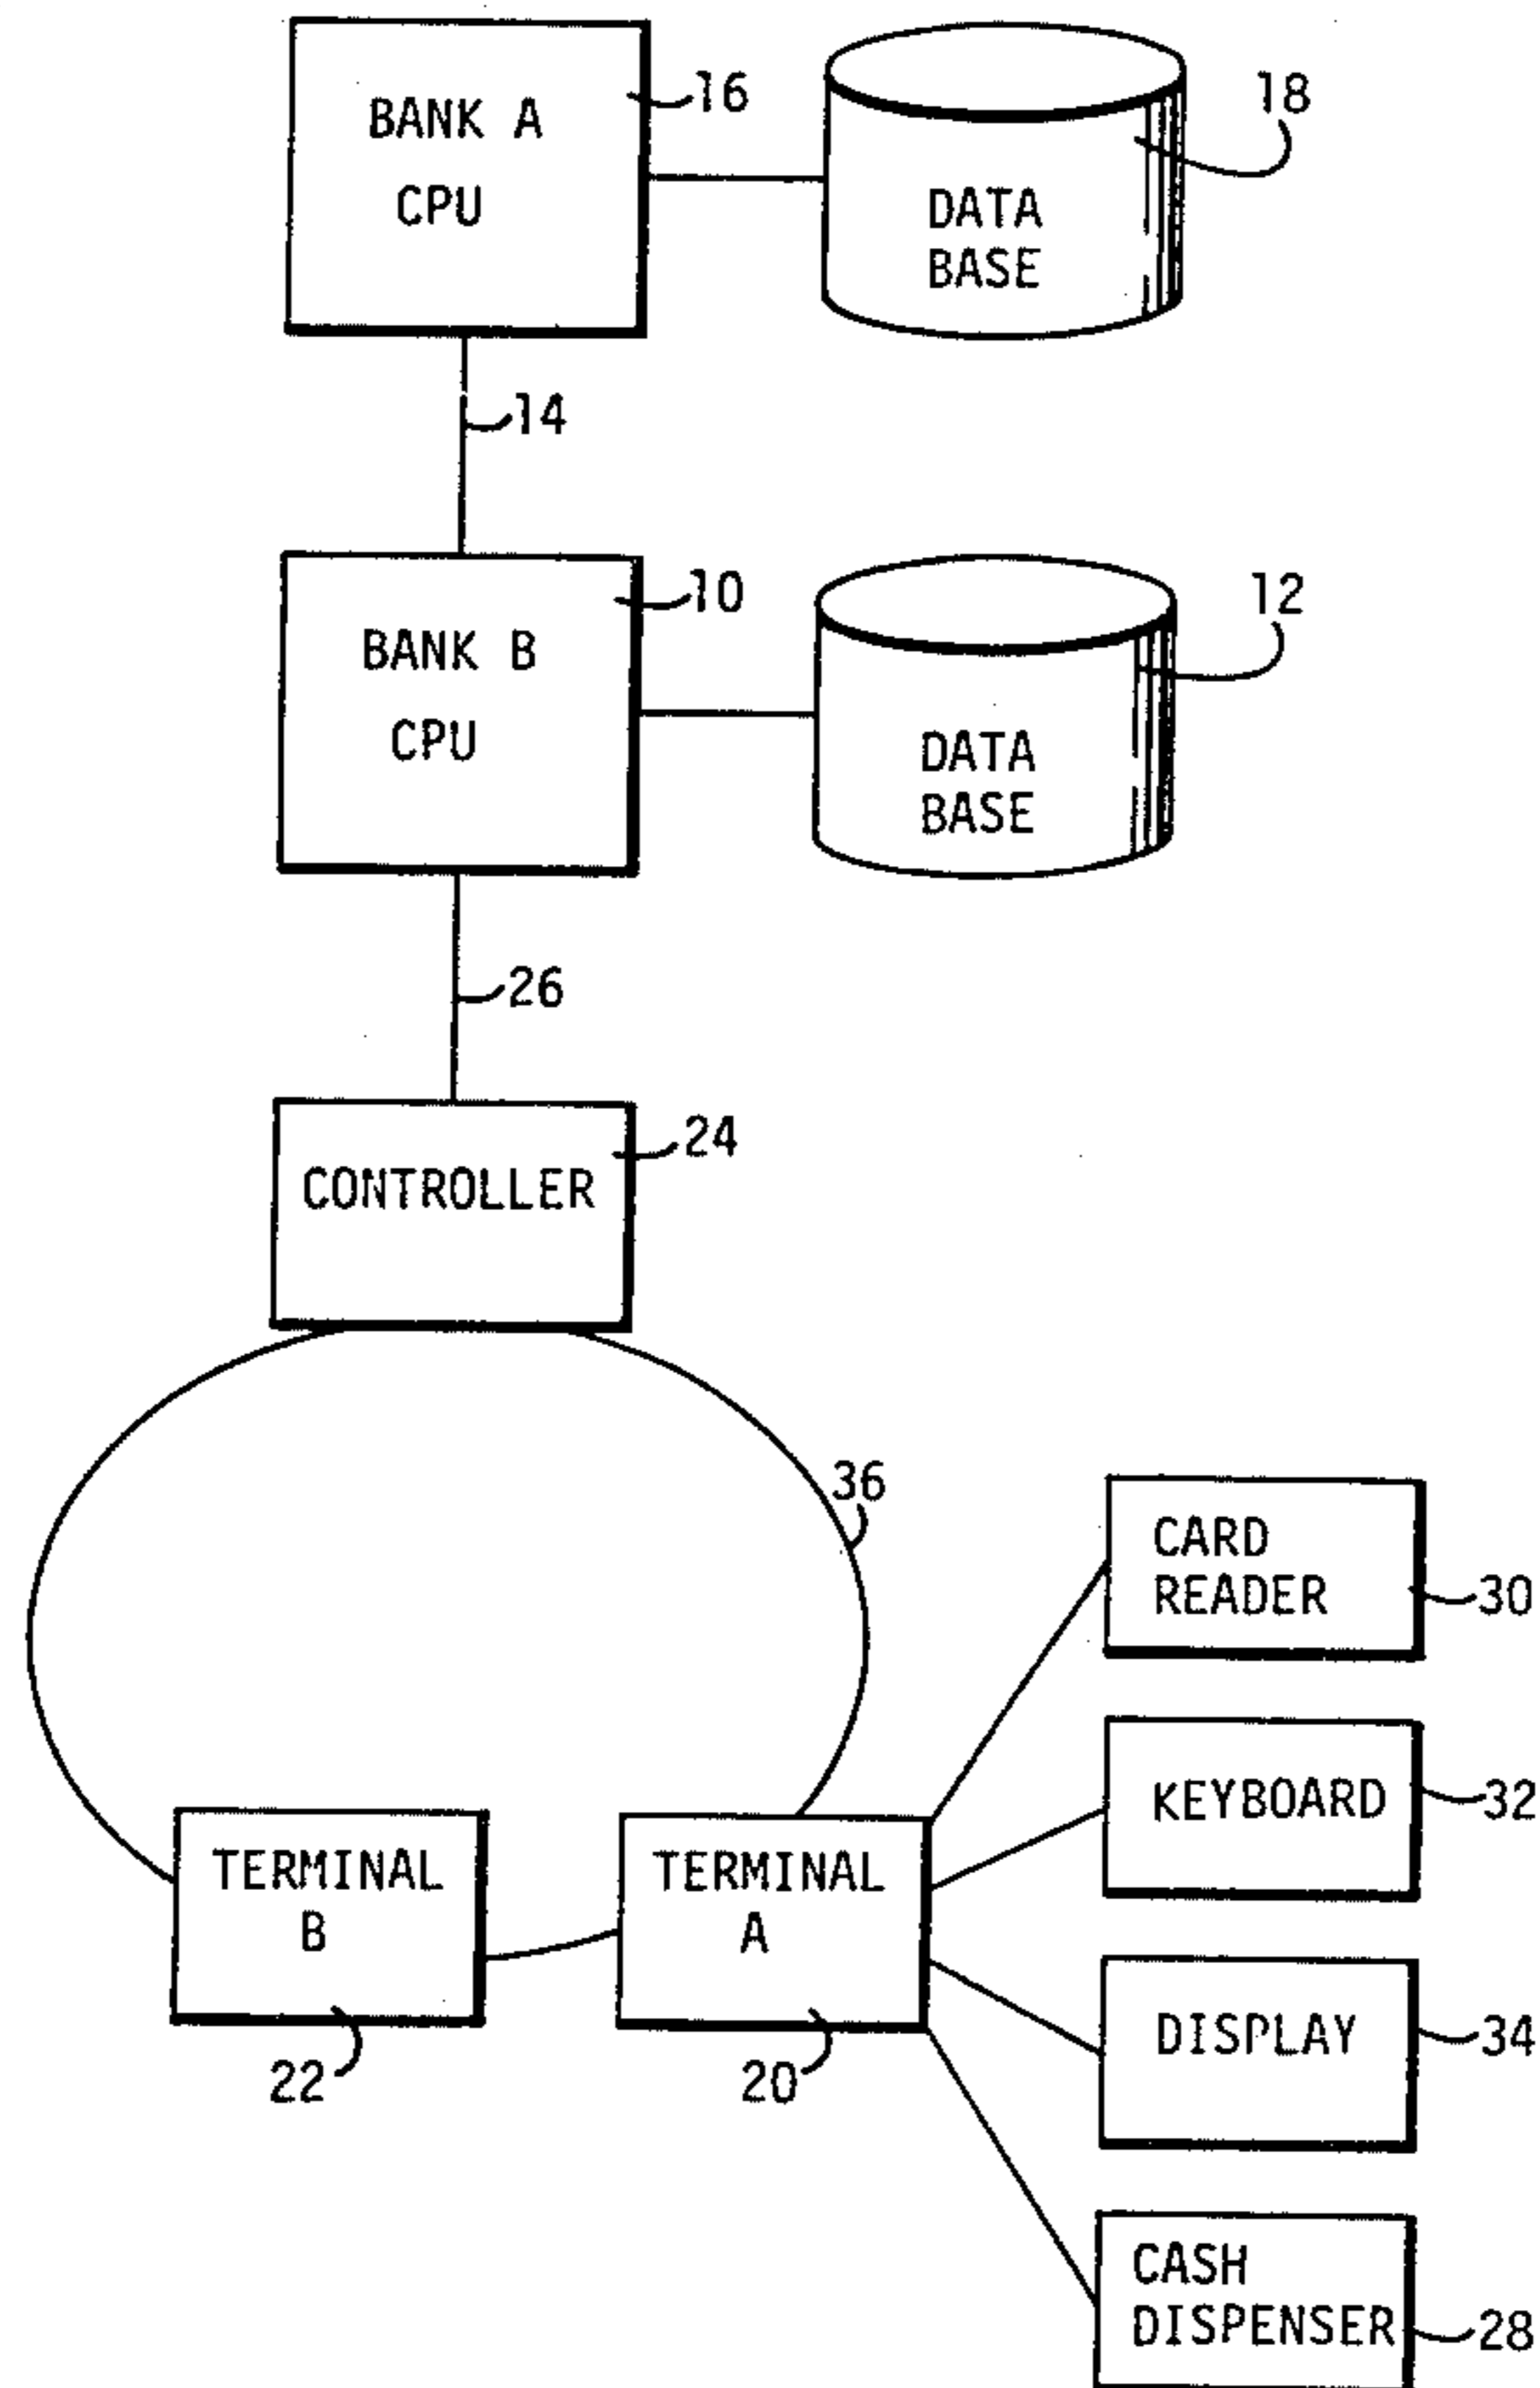 BANK A
CPU
16
DATA
BASE
18
14
BANK B
CPU
10
DATA
BASE
12
26
CONTROLLER
24
36
CARD
READER
30
KEYBOARD
32
TERMINAL
B
22
TERMINAL
A
20
DISPLAY
34
CASH
DISPENSER
28